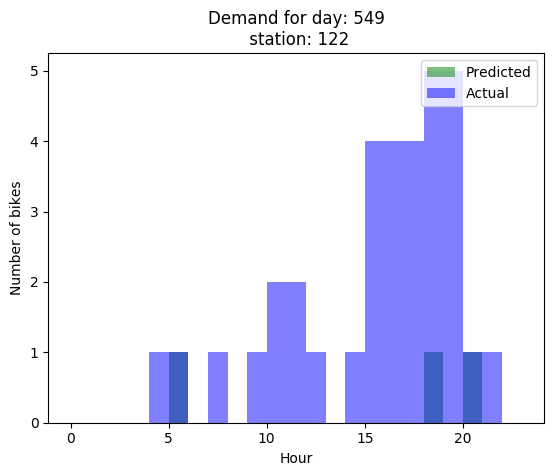 Demand for day: 549
station: 122
Predicted
Actual
Number of bikes
5
4
3
2
1
0
0
5
10
15
20
Hour